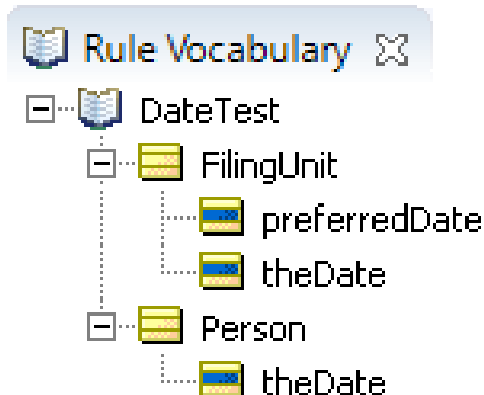 Rule Vocabulary
DateTest
FilingUnit
preferredDate
theDate
Person
theDate